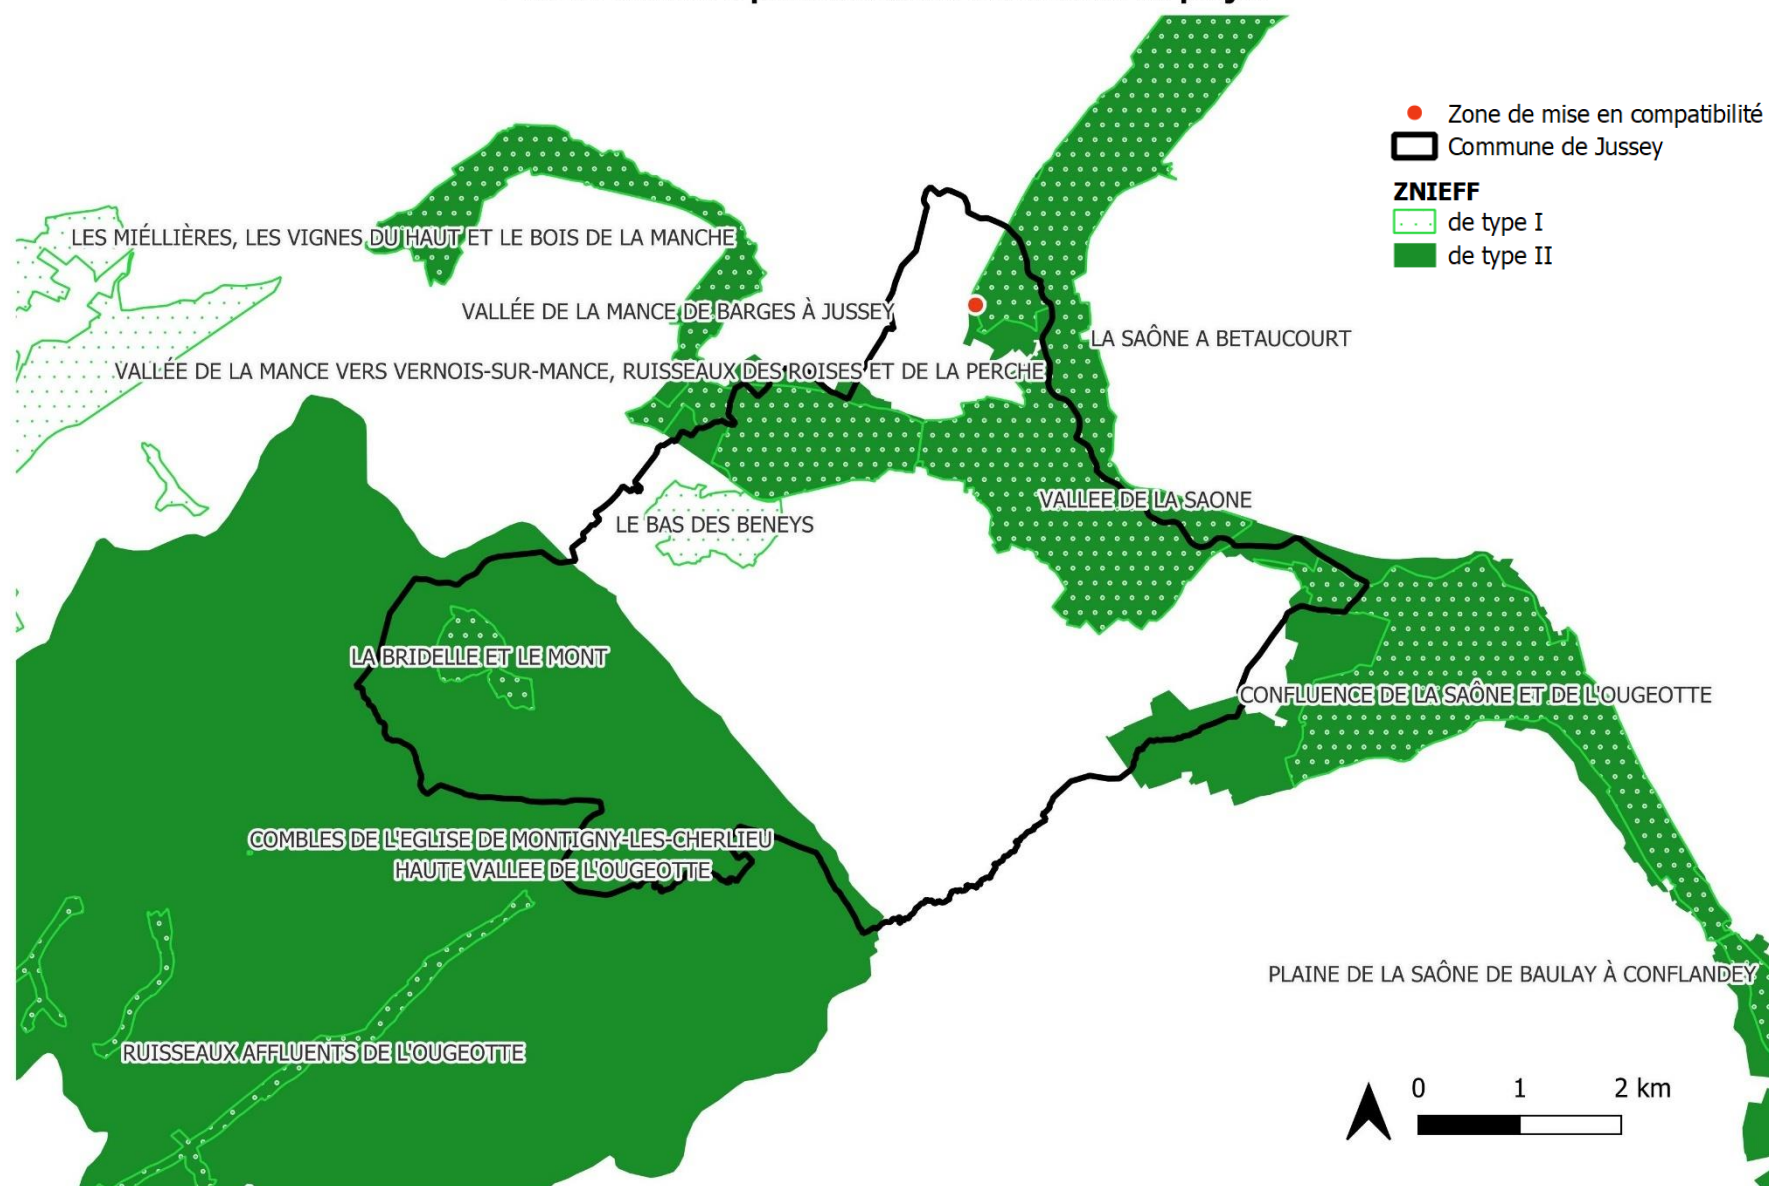 Zone de mise en compatibilité
Commune de Jussey
ZNIEFF
de type I
de type II
LES MIÉLLIÈRES, LES VIGNES DU HAUT ET LE BOIS DE LA MANCHE
VALLÉE DE LA MANCE DE BARGES À JUSSEY
LA SAÔNE A BETAUCOURT
VALLÉE DE LA MANCE VERS VERNOIS-SUR-MANCE, RUISSEAUX DES ROISES ET DE LA PERCHE
VALLEE DE LA SAONE
LE BAS DES BENEYS
LA BRIDELLE ET LE MONT
CONFLUENCE DE LA SAÔNE ET DE L'OUGEOTTE
COMBLES DE L'EGLISE DE MONTIGNY-LES-CHERLIEU
HAUTE VALLEE DE L'OUGEOTTE
PLAINE DE LA SAÔNE DE BAULAY À CONFLANDEY
RUISSEAUX AFFLUENTS DE L'OUGEOTTE
0 1 2 km